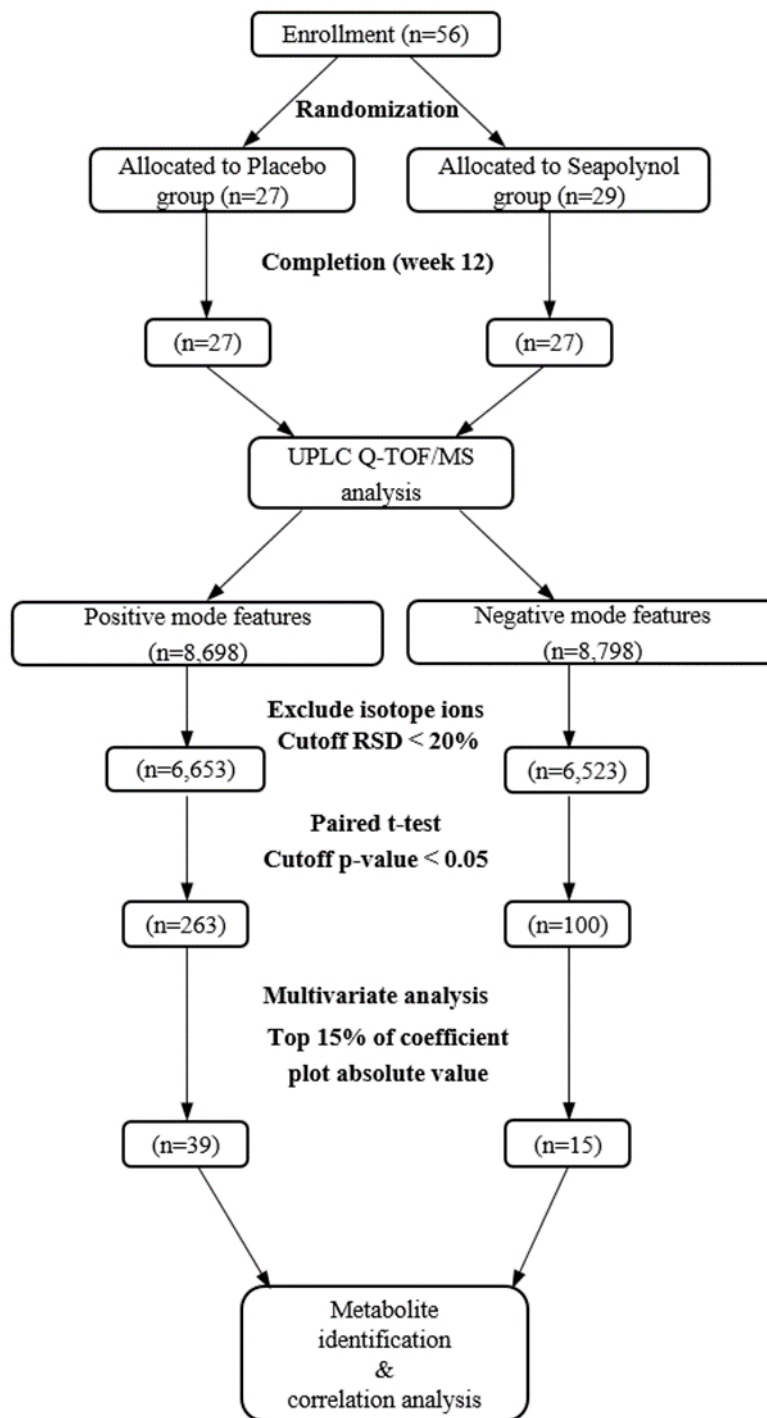 Enrollment (n=56)
Randomization
Allocated to Placebo
group (n=27)
Allocated to Seapolynol
group (n=29)
Completion (week 12)
(n=27)
(n=27)
UPLC Q-TOF/MS
analysis
Positive mode features
(n=8,698)
Negative mode features
(n=8,798)
Exclude isotope ions
Cutoff RSD < 20%
(n=6,653)
(n=6,523)
Paired t-test
Cutoff p-value < 0.05
(n=263)
(n=100)
Multivariate analysis
Top 15% of coefficient
plot absolute value
(n=39)
(n=15)
Metabolite
identification
&
correlation analysis